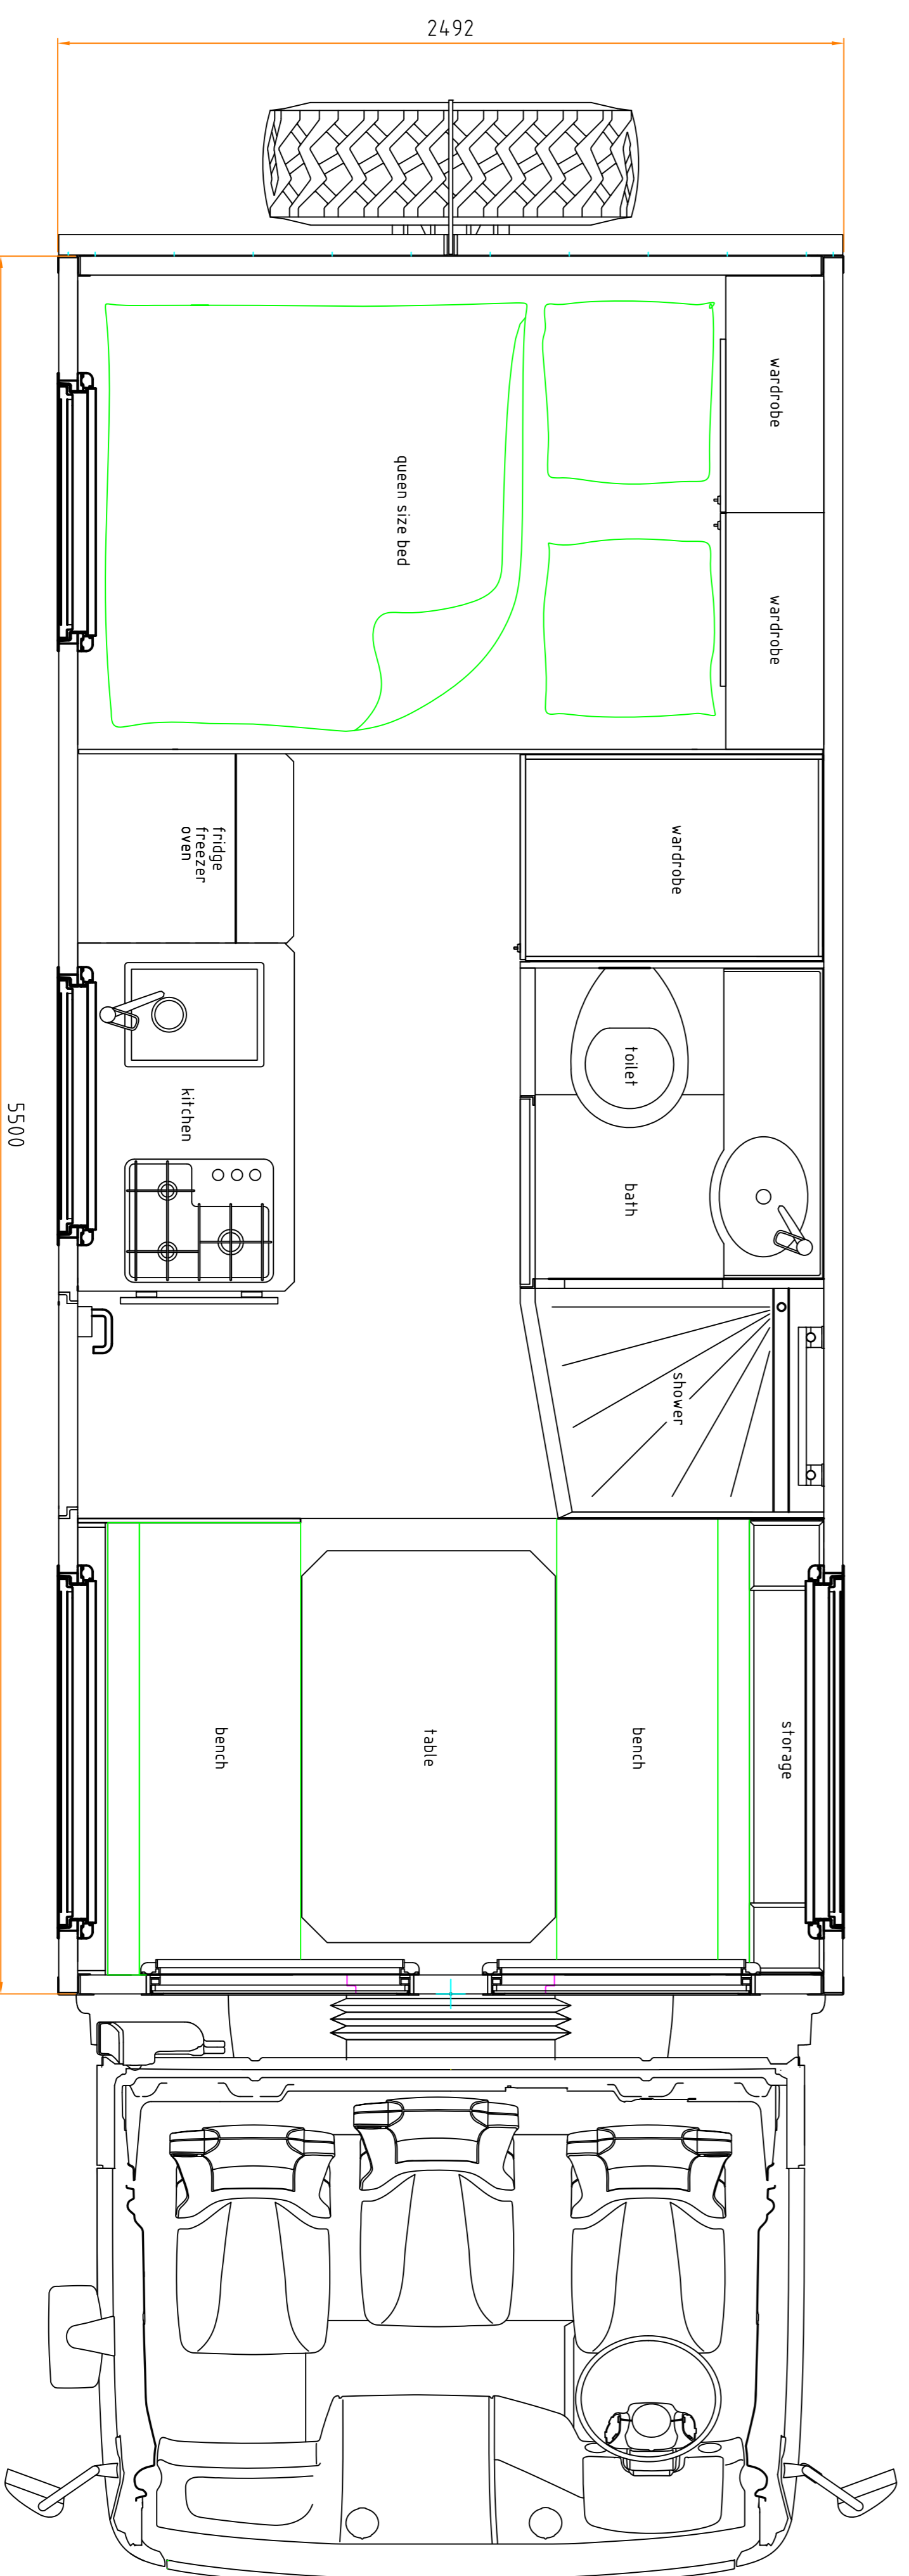 2492
wardrobe
queen size bed
wardrobe
fridge
freezer
oven
wardrobe
toilet
kitchen
5500
bath
shower
bench
table
bench
storage